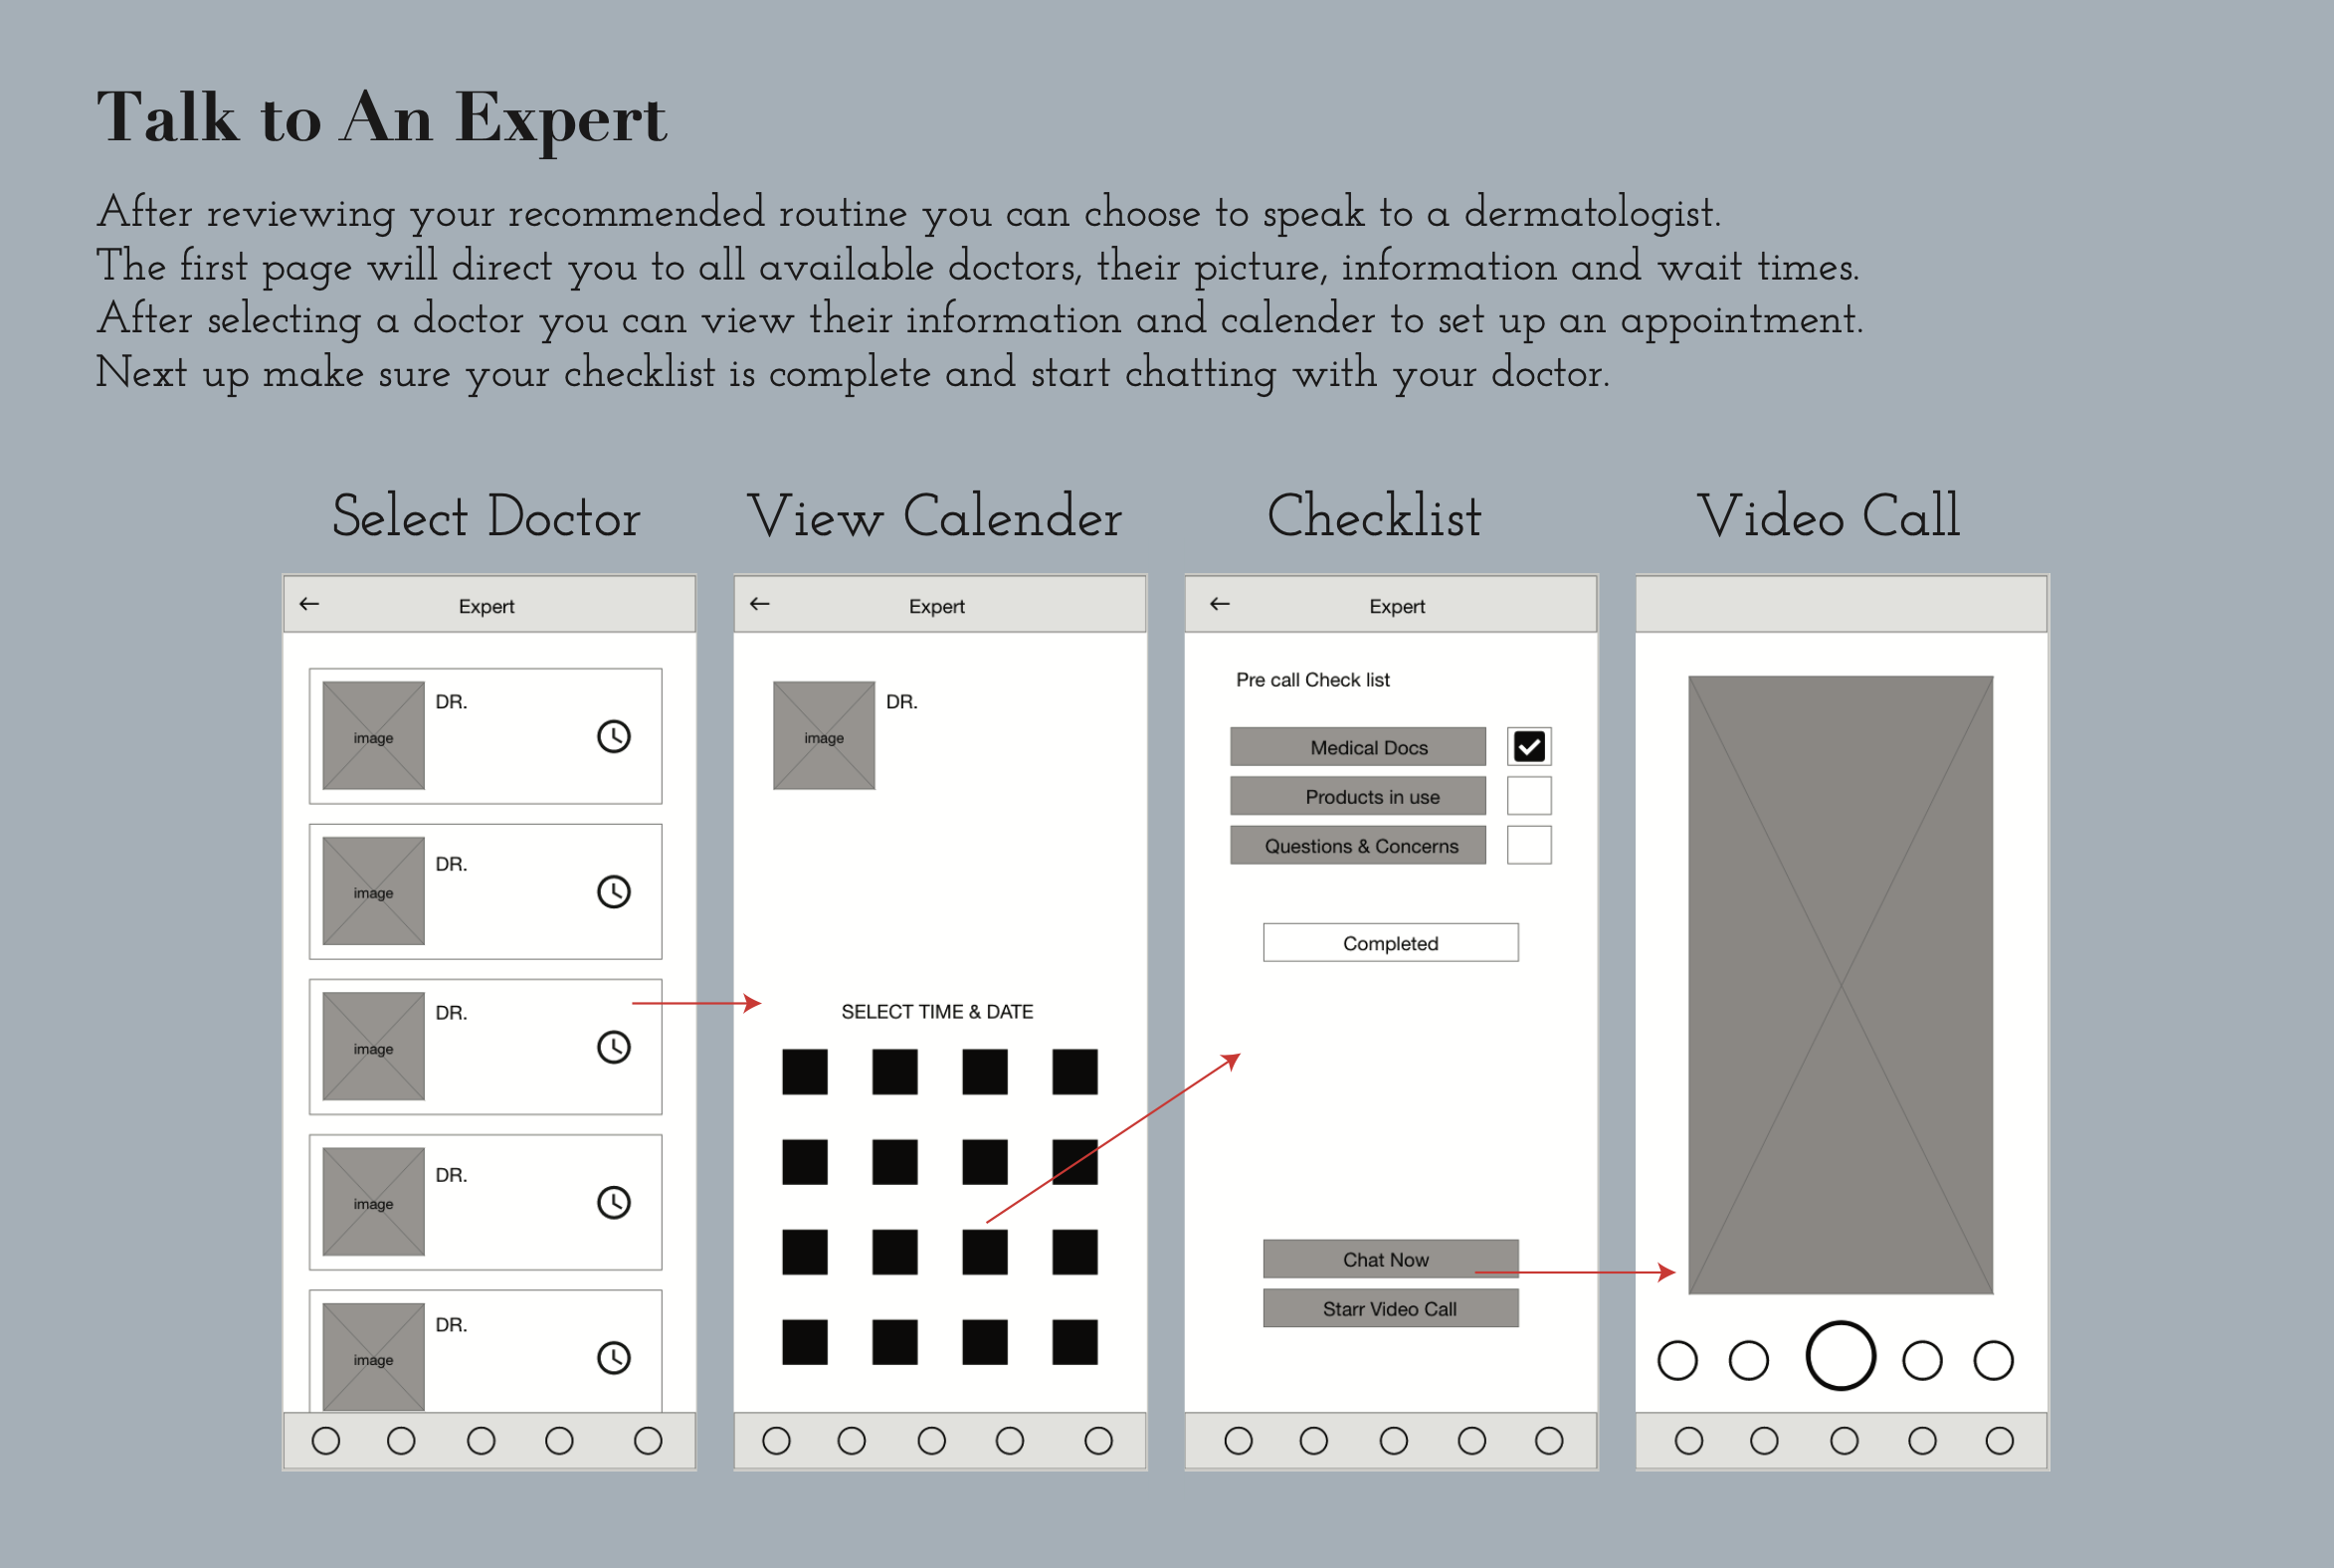 Talk to An Expert
After reviewing your recommended routine you can choose to speak to a dermatologist.
The first page will direct you to all available doctors, their picture, information and wait times.
After selecting a doctor you can view their information and calender to set up an appointment.
Next up make sure your checklist is complete and start chatting with your doctor.
Select Doctor
Expert
DR.
image
DR.
image
DR.
image
DR.
image
DR.
image
View Calender
Expert
DR.
image
SELECT TIME & DATE
Checklist
Expert
Pre call Check list
Medical Docs
Products in use
Questions & Concerns
Completed
Chat Now
Starr Video Call
Video Call